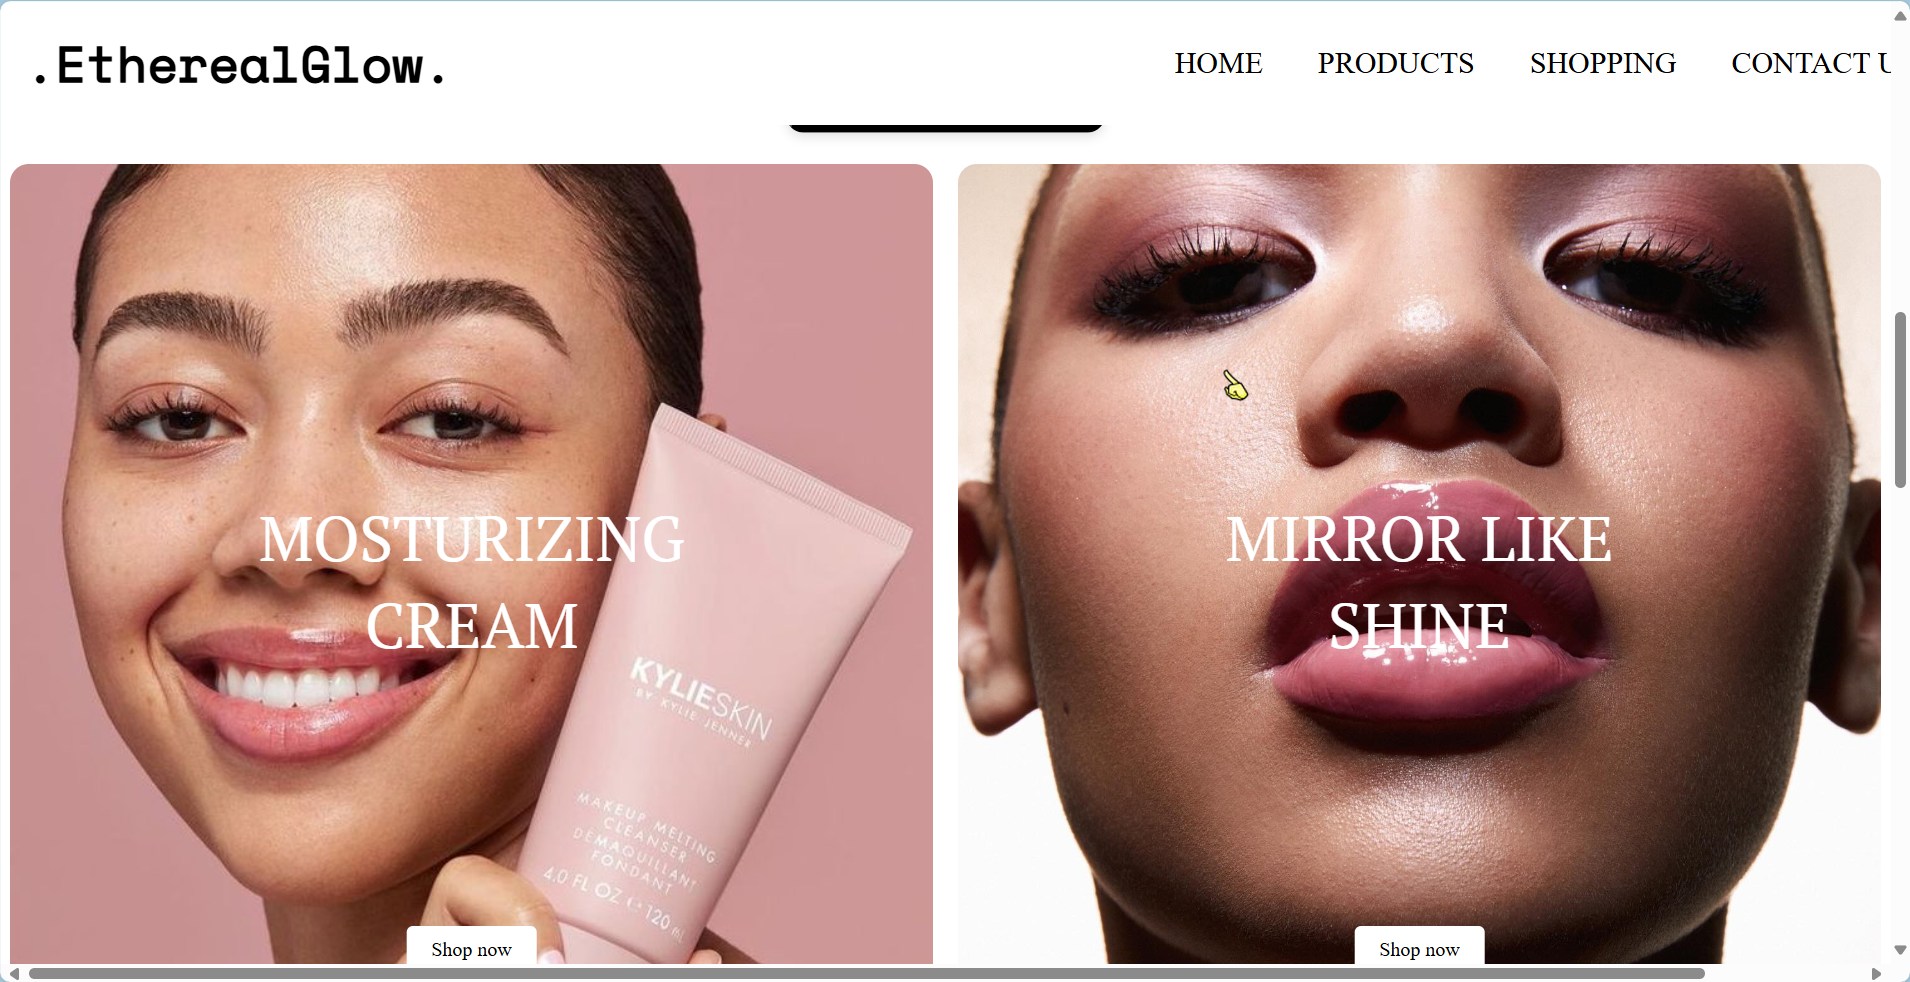 .EtherealGlow.
HOME PRODUCTS SHOPPING CONTACT U
MOSTURIZING
CREAM
KYLIESKIN
BY KYLIE JENNER
MAKEUP MELTING
CLEANSER
DÉMAQUILLANT
FONDANT
4.0 FL OZ e 120 mL
Shop now
MIRROR LIKE
SHINE
Shop now